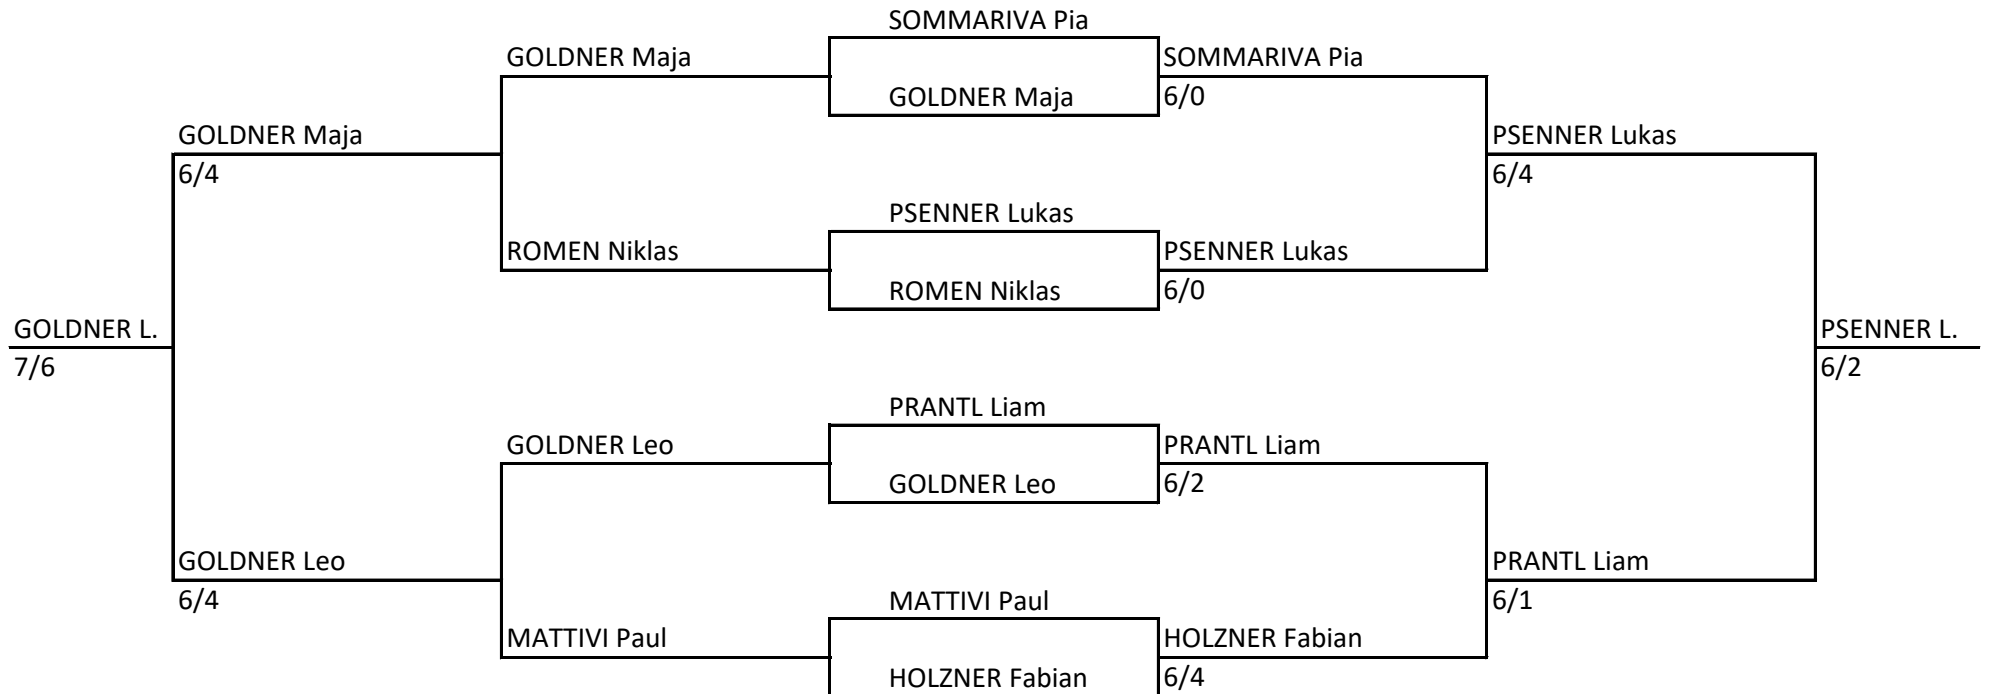 SOMMARIVA Pia
GOLDNER Maja
SOMMARIVA Pia
GOLDNER Maja
6/0
GOLDNER Maja
PSENNER Lukas
6/4
6/4
PSENNER Lukas
ROMEN Niklas
PSENNER Lukas
ROMEN Niklas
6/0
GOLDNER L.
PSENNER L.
7/6
6/2
PRANTL Liam
GOLDNER Leo
PRANTL Liam
GOLDNER Leo
6/2
GOLDNER Leo
PRANTL Liam
6/4
6/1
MATTIVI Paul
MATTIVI Paul
HOLZNER Fabian
HOLZNER Fabian
6/4